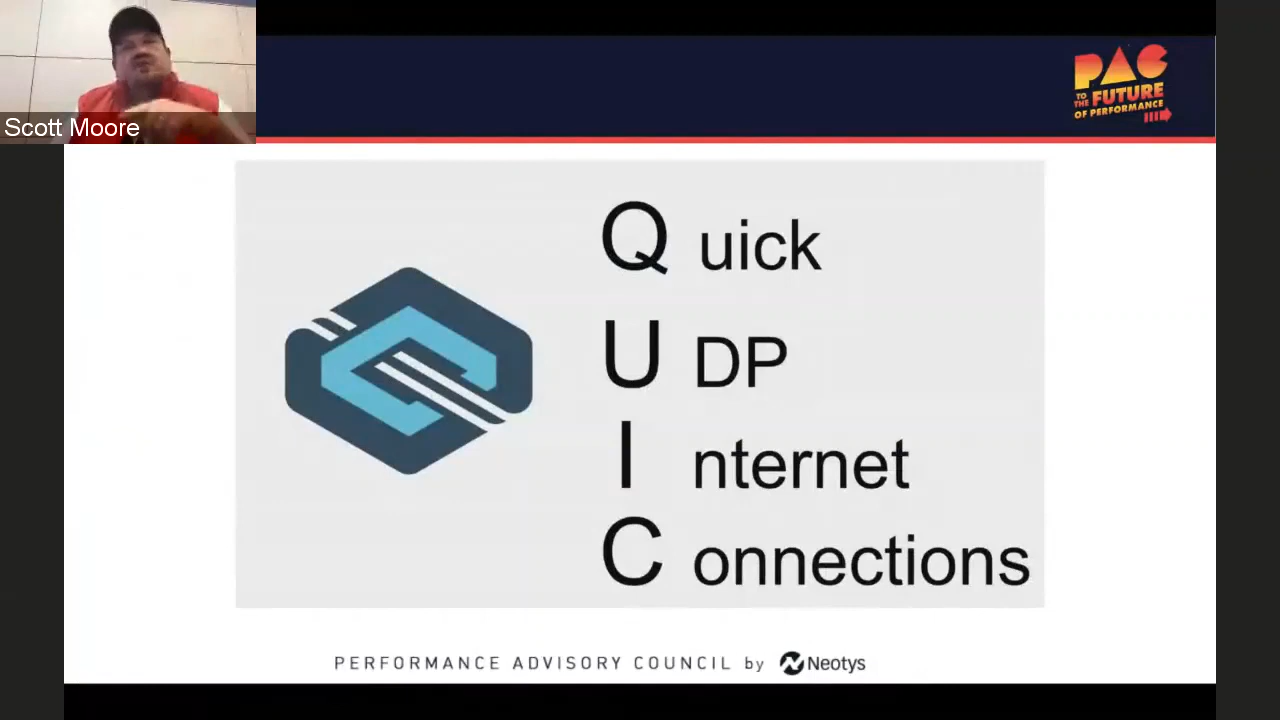 Scott Moore
PAC
TO
THE FUTURE
OF PERFORMANCE
Q uick
U DP
I nternet
C onnections
PERFORMANCE ADVISORY COUNCIL by Neotys